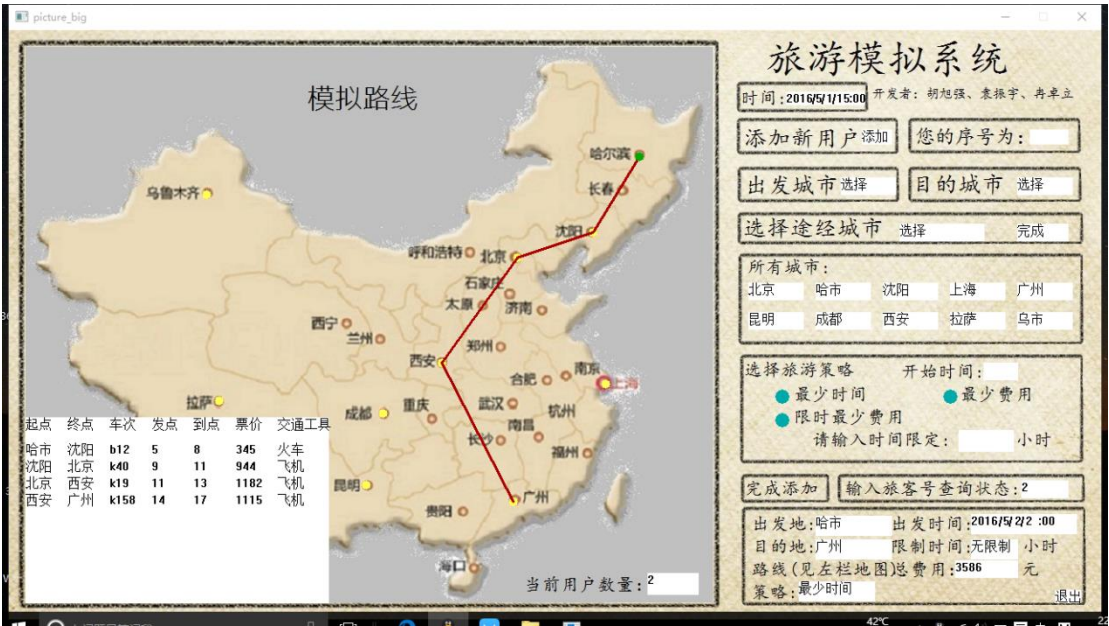 picture_big
模拟路线
哈尔滨
长春
乌鲁木齐
沈阳
呼和浩特
北京
石家庄
太原
济南
西宁
兰州
郑州
西安
合肥
南京
上海
拉萨
成都
重庆
武汉
杭州
南昌
长沙
福州
昆明
广州
贵阳
海口
起点 终点 车次 发点 到点 票价 交通工具
哈市 沈阳 b12 5 8 345 火车
沈阳 北京 k40 9 11 944 飞机
北京 西安 k19 11 13 1182 飞机
西安 广州 k158 14 17 1115 飞机
当前用户数量:2
旅游模拟系统
时间:2016/5/1/15:00 开发者: 胡旭强、袁振宇、冉卓立
添加新用户 添加 您的序号为:
出发城市 选择 目的城市 选择
选择途经城市 选择 完成
所有城市:
北京 哈市 沈阳 上海 广州
昆明 成都 西安 拉萨 乌市
选择旅游策略 开始时间:
最少时间 最少费用
限时最少费用
请输入时间限定: 小时
完成添加 输入旅客号查询状态:2
出发地:哈市 出发时间:2016/5/2/2 :00
目的地:广州 限制时间:无限制 小时
路线(见左栏地图)总费用:3586 元
策略:最少时间
退出
42℃